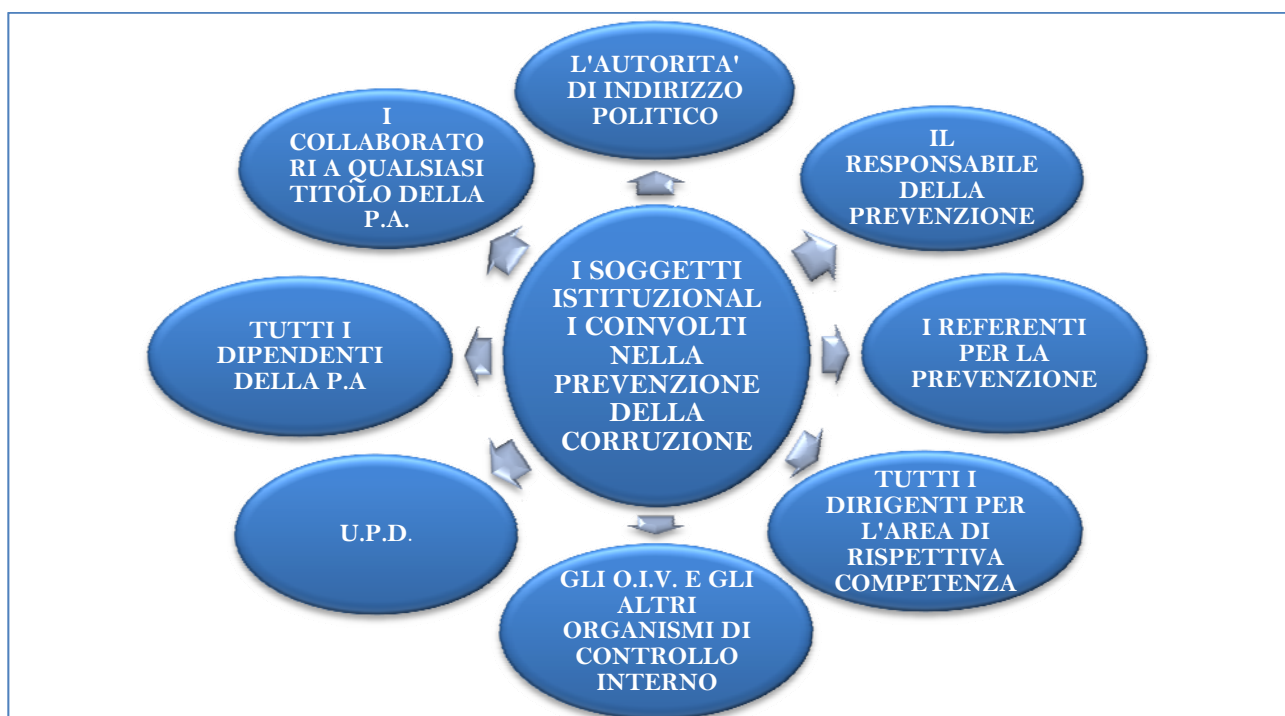 L'AUTORITA'
DI INDIRIZZO
POLITICO
IL
RESPONSABILE
DELLA
PREVENZIONE
I REFERENTI
PER LA
PREVENZIONE
TUTTI I
DIRIGENTI PER
L'AREA DI
RISPETTIVA
COMPETENZA
GLI O.I.V. E GLI
ALTRI
ORGANISMI DI
CONTROLLO
INTERNO
U.P.D.
TUTTI I
DIPENDENTI
DELLA P.A
I
COLLABORATO
RI A QUALSIASI
TITOLO DELLA
P.A.
I SOGGETTI
ISTITUZIONAL
I COINVOLTI
NELLA
PREVENZIONE
DELLA
CORRUZIONE